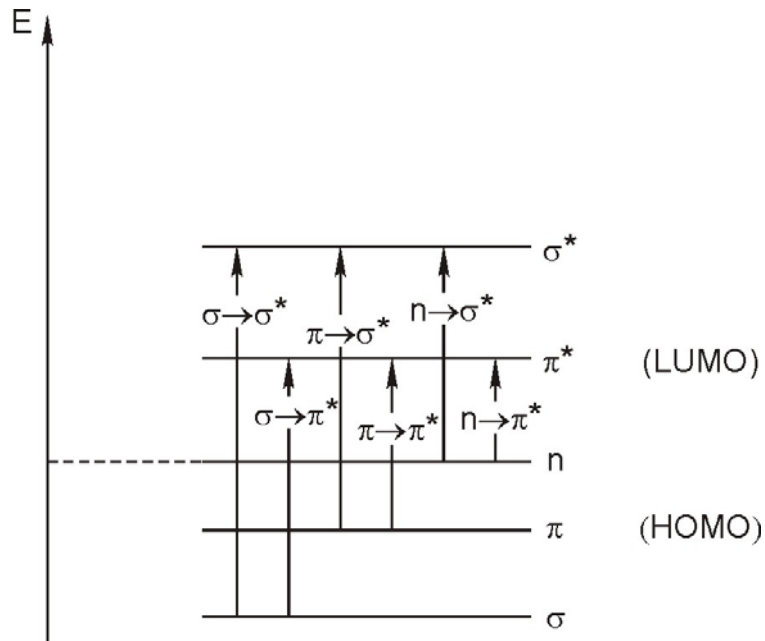 E
σ*
σ→σ*
π→σ*
n→σ*
π* (LUMO)
σ→π*
π→π*
n→π*
n
π (HOMO)
σ